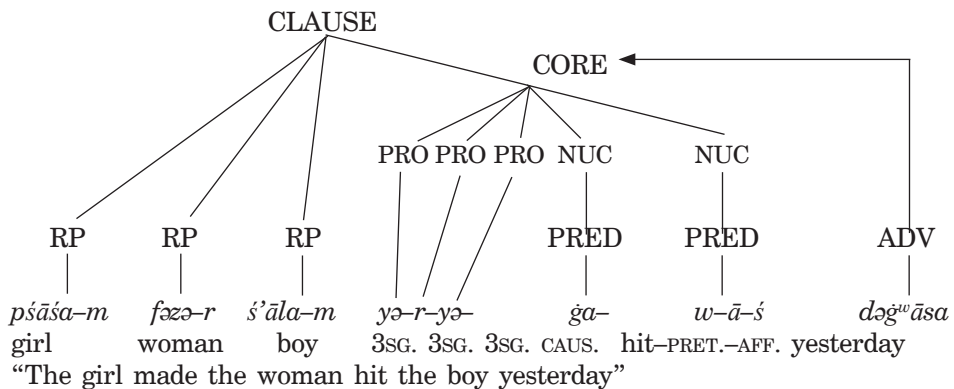 CLAUSE
CORE
PRO PRO PRO NUC NUC
RP RP RP PRED PRED ADV
pśāśa–m fəzə–r ś’āla–m yə–r–yə– ġa– w–ā–ś dəġʷāsa
girl woman boy 3SG. 3SG. 3SG. CAUS. hit–PRET.–AFF. yesterday
“The girl made the woman hit the boy yesterday”